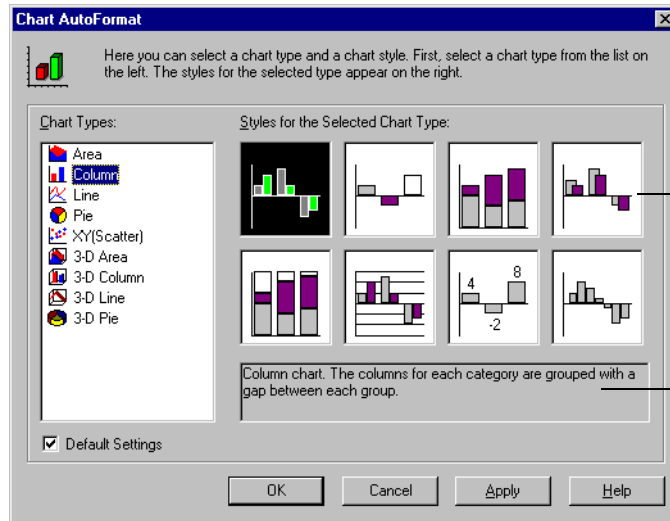 Chart AutoFormat
Here you can select a chart type and a chart style. First, select a chart type from the list on
the left. The styles for the selected type appear on the right.
Chart Types:
Styles for the Selected Chart Type:
Area
Column
Line
Pie
XY(Scatter)
3-D Area
3-D Column
3-D Line
3-D Pie
4
8
-2
Column chart. The columns for each category are grouped with a
gap between each group.
Default Settings
OK
Cancel
Apply
Help